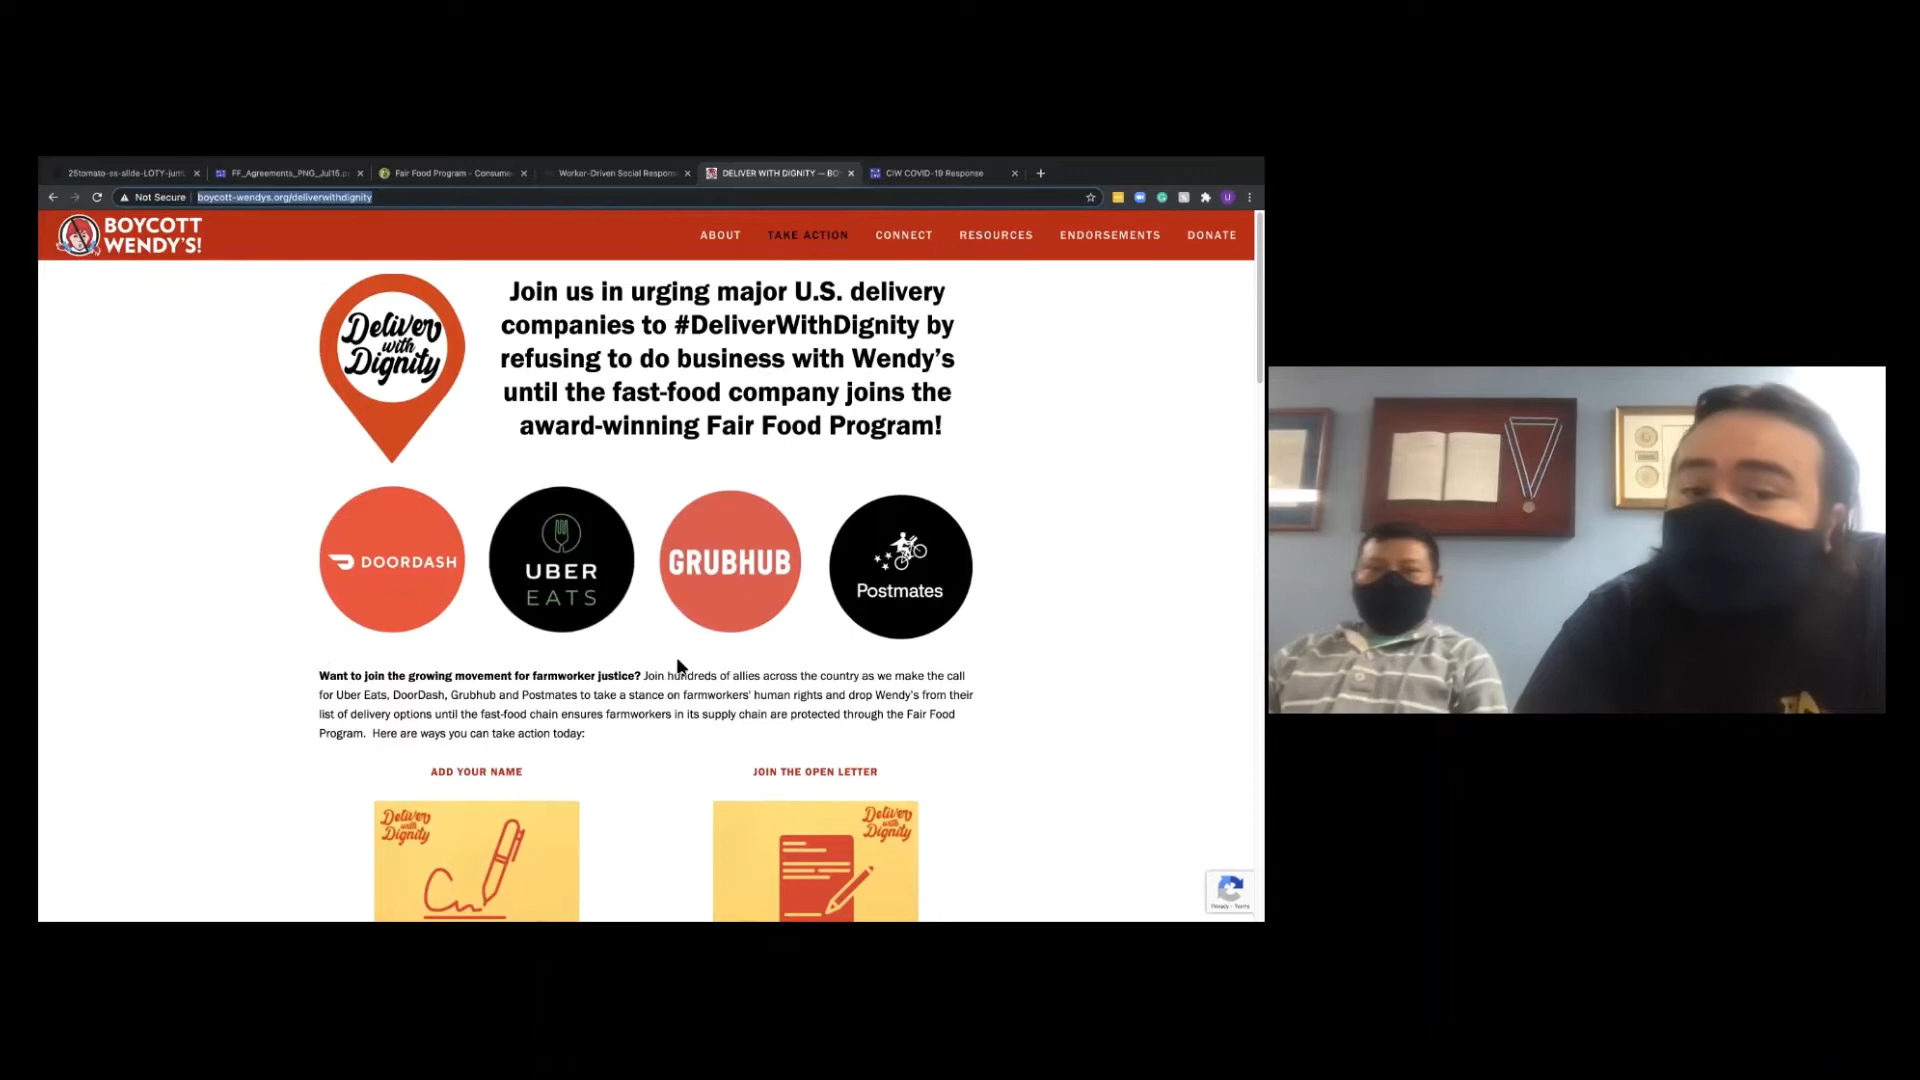 25tomato-ss-slide-LOTY-jum
FF_Agreements_PNG_Jul15.p
Fair Food Program - Consume
Worker-Driven Social Respons
DELIVER WITH DIGNITY — BO
CIW COVID-19 Response
Not Secure
boycott-wendys.org/deliverwithdignity
BOYCOTT
WENDY'S!
ABOUT
TAKE ACTION
CONNECT
RESOURCES
ENDORSEMENTS
DONATE
Deliver
with
Dignity
Join us in urging major U.S. delivery
companies to #DeliverWithDignity by
refusing to do business with Wendy's
until the fast-food company joins the
award-winning Fair Food Program!
DOORDASH
UBER
EATS
GRUBHUB
Postmates
Want to join the growing movement for farmworker justice? Join hundreds of allies across the country as we make the call
for Uber Eats, DoorDash, Grubhub and Postmates to take a stance on farmworkers' human rights and drop Wendy's from their
list of delivery options until the fast-food chain ensures farmworkers in its supply chain are protected through the Fair Food
Program. Here are ways you can take action today:
ADD YOUR NAME
JOIN THE OPEN LETTER
Deliver
with
Dignity
Deliver
with
Dignity
Privacy - Terms